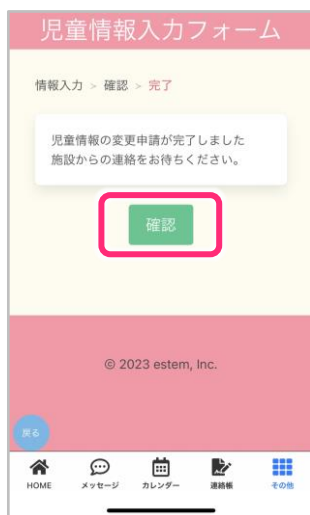 児童情報入力フォーム
情報入力 > 確認 > 完了
児童情報の変更申請が完了しました
施設からの連絡をお待ちください。
確認
© 2023 estem, Inc.
戻る
HOME メッセージ カレンダー 連絡帳 その他